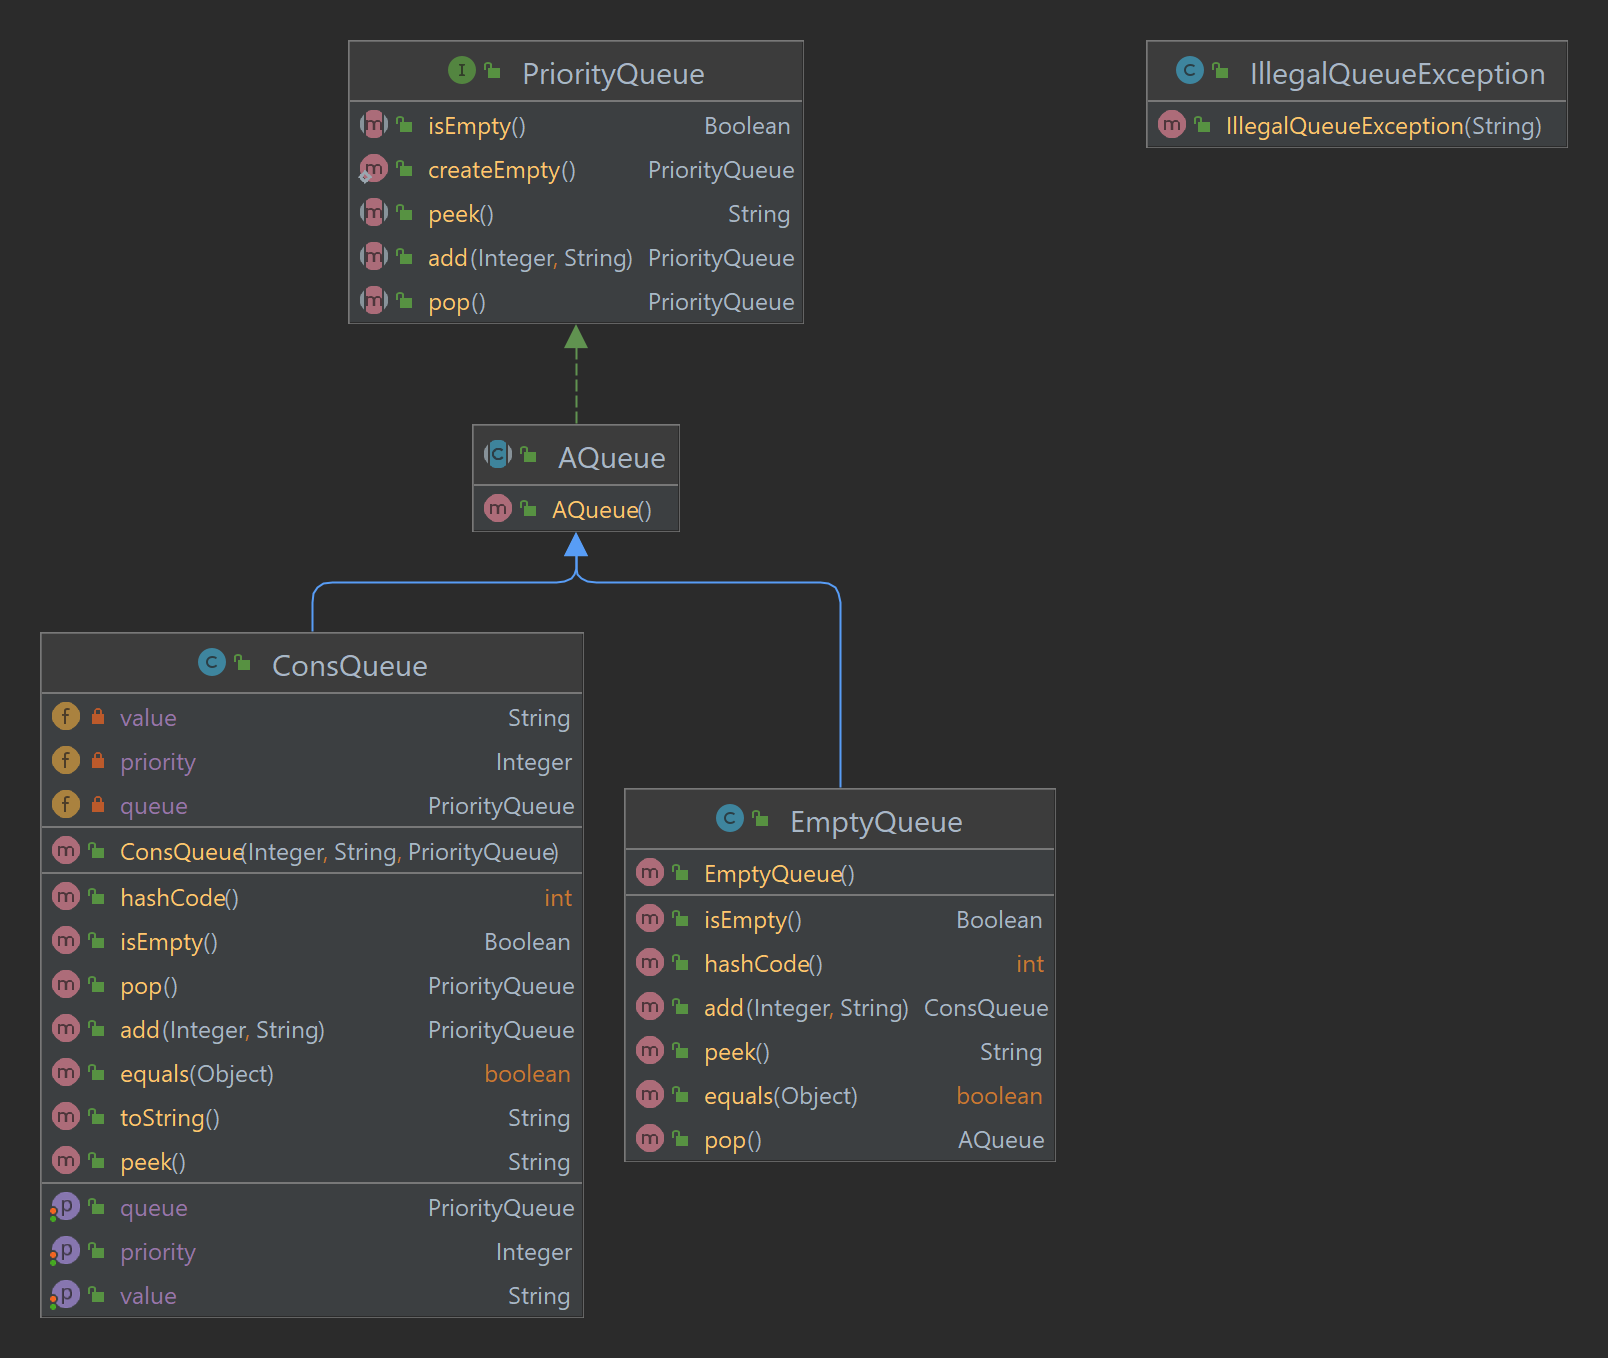 I PriorityQueue
m isEmpty() Boolean
m createEmpty() PriorityQueue
m peek() String
m add(Integer, String) PriorityQueue
m pop() PriorityQueue
C IllegalQueueException
m IllegalQueueException(String)
C AQueue
m AQueue()
C ConsQueue
f value String
f priority Integer
f queue PriorityQueue
m ConsQueue(Integer, String, PriorityQueue)
m hashCode() int
m isEmpty() Boolean
m pop() PriorityQueue
m add(Integer, String) PriorityQueue
m equals(Object) boolean
m toString() String
m peek() String
p queue PriorityQueue
p priority Integer
p value String
C EmptyQueue
m EmptyQueue()
m isEmpty() Boolean
m hashCode() int
m add(Integer, String) ConsQueue
m peek() String
m equals(Object) boolean
m pop() AQueue